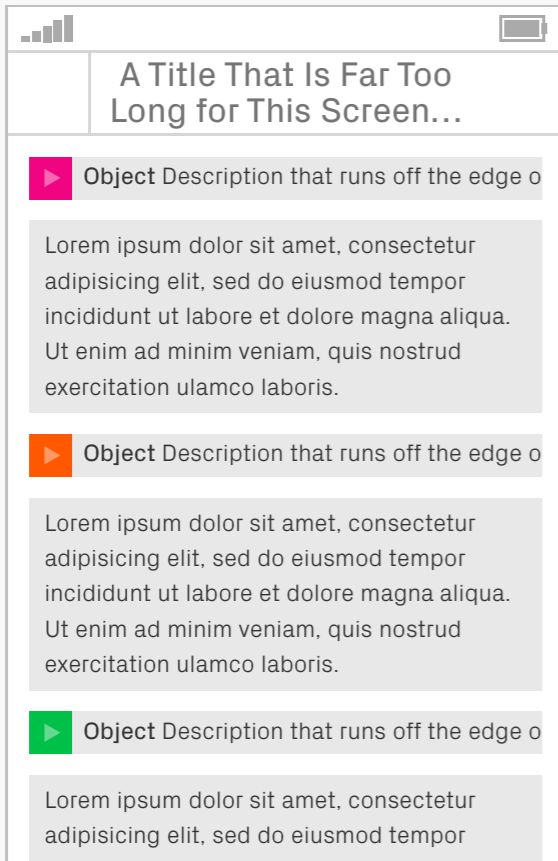 A Title That Is Far Too
Long for This Screen...
Object Description that runs off the edge o
Lorem ipsum dolor sit amet, consectetur
adipisicing elit, sed do eiusmod tempor
incididunt ut labore et dolore magna aliqua.
Ut enim ad minim veniam, quis nostrud
exercitation ulamco laboris.
Object Description that runs off the edge o
Lorem ipsum dolor sit amet, consectetur
adipisicing elit, sed do eiusmod tempor
incididunt ut labore et dolore magna aliqua.
Ut enim ad minim veniam, quis nostrud
exercitation ulamco laboris.
Object Description that runs off the edge o
Lorem ipsum dolor sit amet, consectetur
adipisicing elit, sed do eiusmod tempor